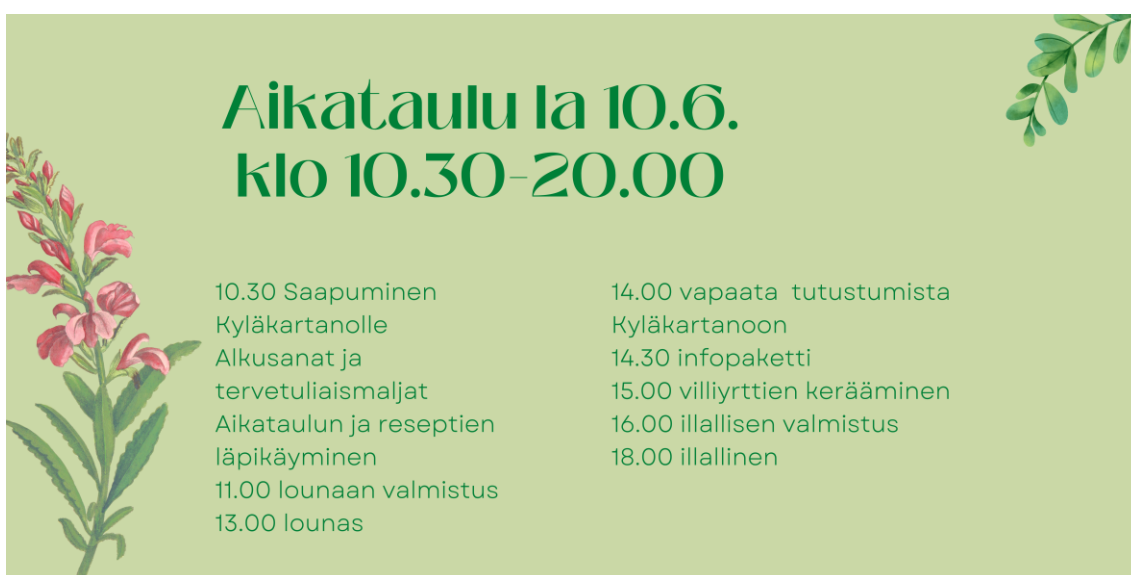 Aikataulu la 10.6.
klo 10.30-20.00
10.30 Saapuminen
Kyläkartanolle
Alkusanat ja
tervetuliaismaljat
Aikataulun ja reseptien
läpikäyminen
11.00 lounaan valmistus
13.00 lounas
14.00 vapaata tutustumista
Kyläkartanoon
14.30 infopaketti
15.00 villiyrttien kerääminen
16.00 illallisen valmistus
18.00 illallinen